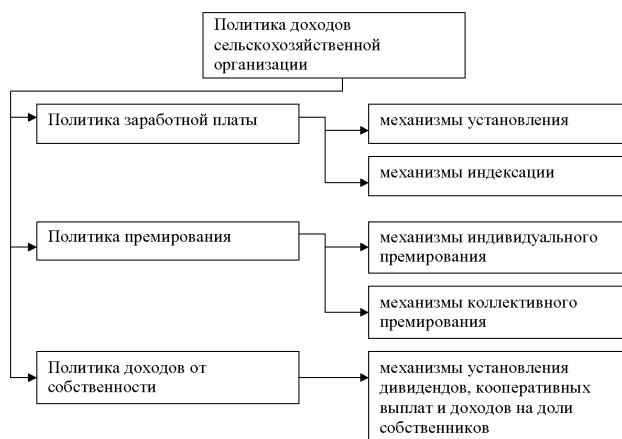 Политика доходов
сельскохозяйственной
организации
Политика заработной платы
механизмы установления
механизмы индексации
Политика премирования
механизмы индивидуального
премирования
механизмы коллективного
премирования
Политика доходов от
собственности
механизмы установления
дивидендов, кооперативных
выплат и доходов на доли
собственников